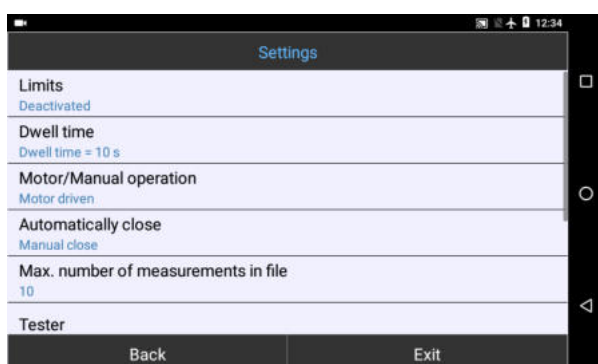 12:34
Settings
Limits
Deactivated
Dwell time
Dwell time = 10 s
Motor/Manual operation
Motor driven
Automatically close
Manual close
Max. number of measurements in file
10
Tester
Back Exit